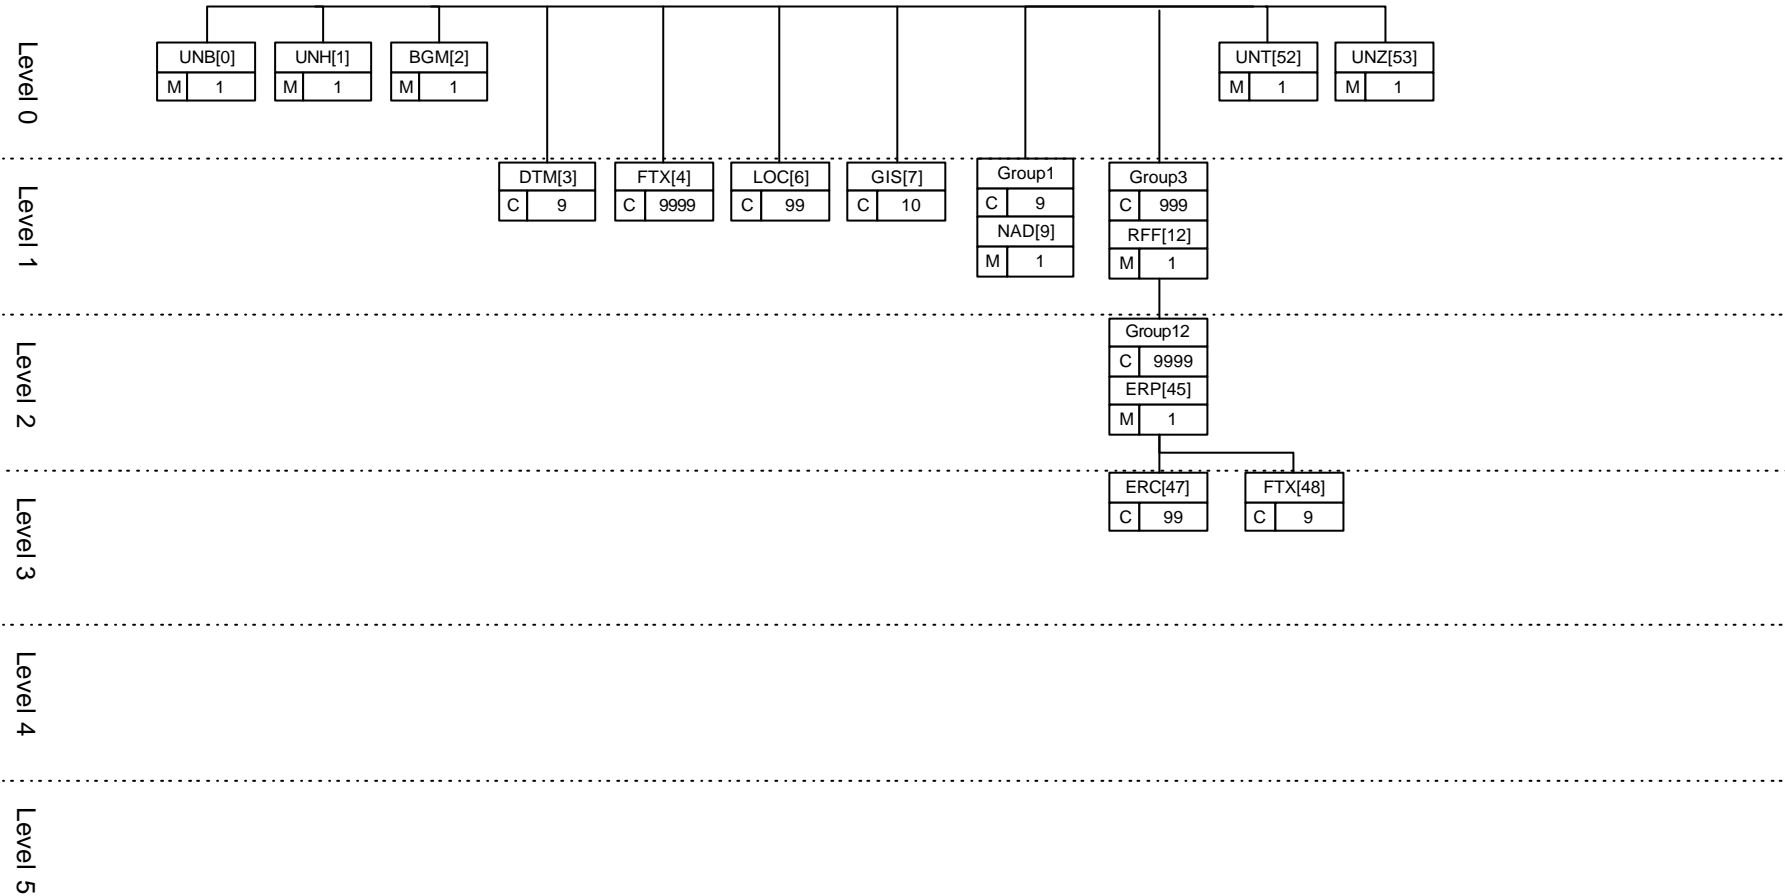 Level 0
UNB[0]
M 1
UNH[1]
M 1
BGM[2]
M 1
UNT[52]
M 1
UNZ[53]
M 1
Level 1
DTM[3]
C 9
FTX[4]
C 9999
LOC[6]
C 99
GIS[7]
C 10
Group1
C 9
NAD[9]
M 1
Group3
C 999
RFF[12]
M 1
Level 2
Group12
C 9999
ERP[45]
M 1
Level 3
ERC[47]
C 99
FTX[48]
C 9
Level 4
Level 5